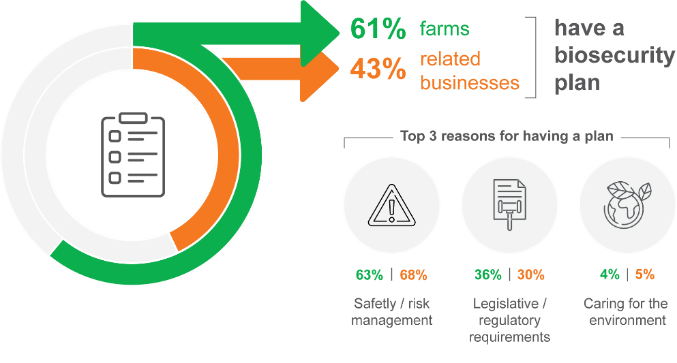 61% farms
43% related
businesses
have a
biosecurity
plan
Top 3 reasons for having a plan
63% | 68%
Safetly / risk
management
36% | 30%
Legislative /
regulatory
requirements
4% | 5%
Caring for the
environment